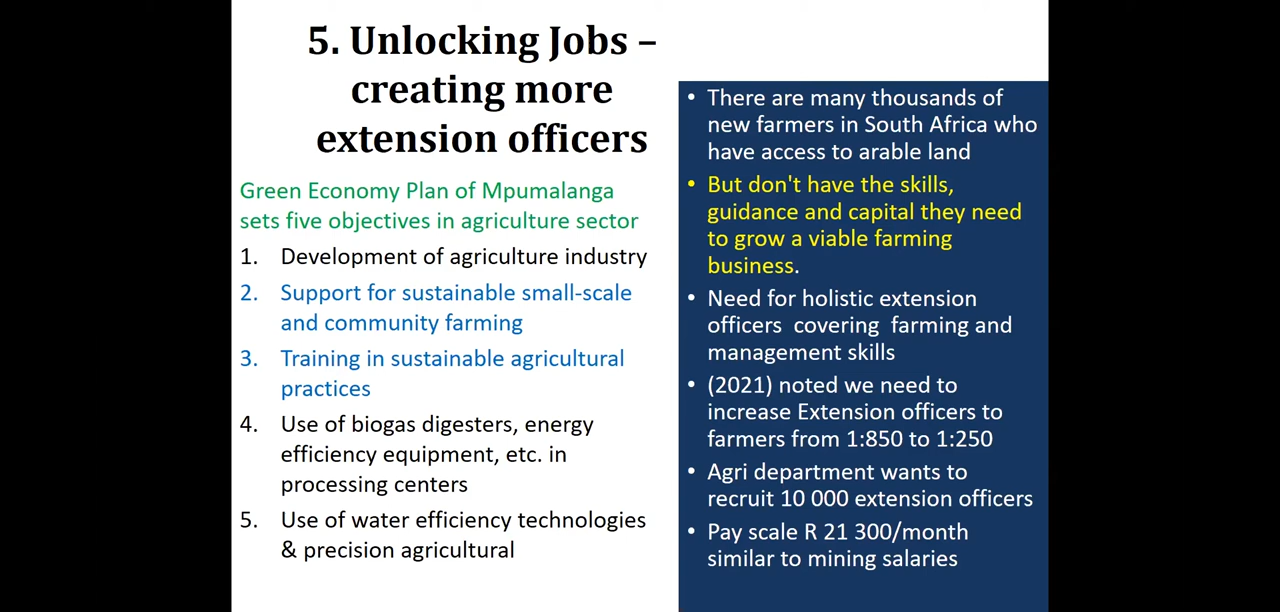 5. Unlocking Jobs –
creating more
extension officers
Green Economy Plan of Mpumalanga
sets five objectives in agriculture sector
1. Development of agriculture industry
2. Support for sustainable small-scale
and community farming
3. Training in sustainable agricultural
practices
4. Use of biogas digesters, energy
efficiency equipment, etc. in
processing centers
5. Use of water efficiency technologies
& precision agricultural
• There are many thousands of
new farmers in South Africa who
have access to arable land
• But don't have the skills,
guidance and capital they need
to grow a viable farming
business.
• Need for holistic extension
officers covering farming and
management skills
• (2021) noted we need to
increase Extension officers to
farmers from 1:850 to 1:250
• Agri department wants to
recruit 10 000 extension officers
• Pay scale R 21 300/month
similar to mining salaries